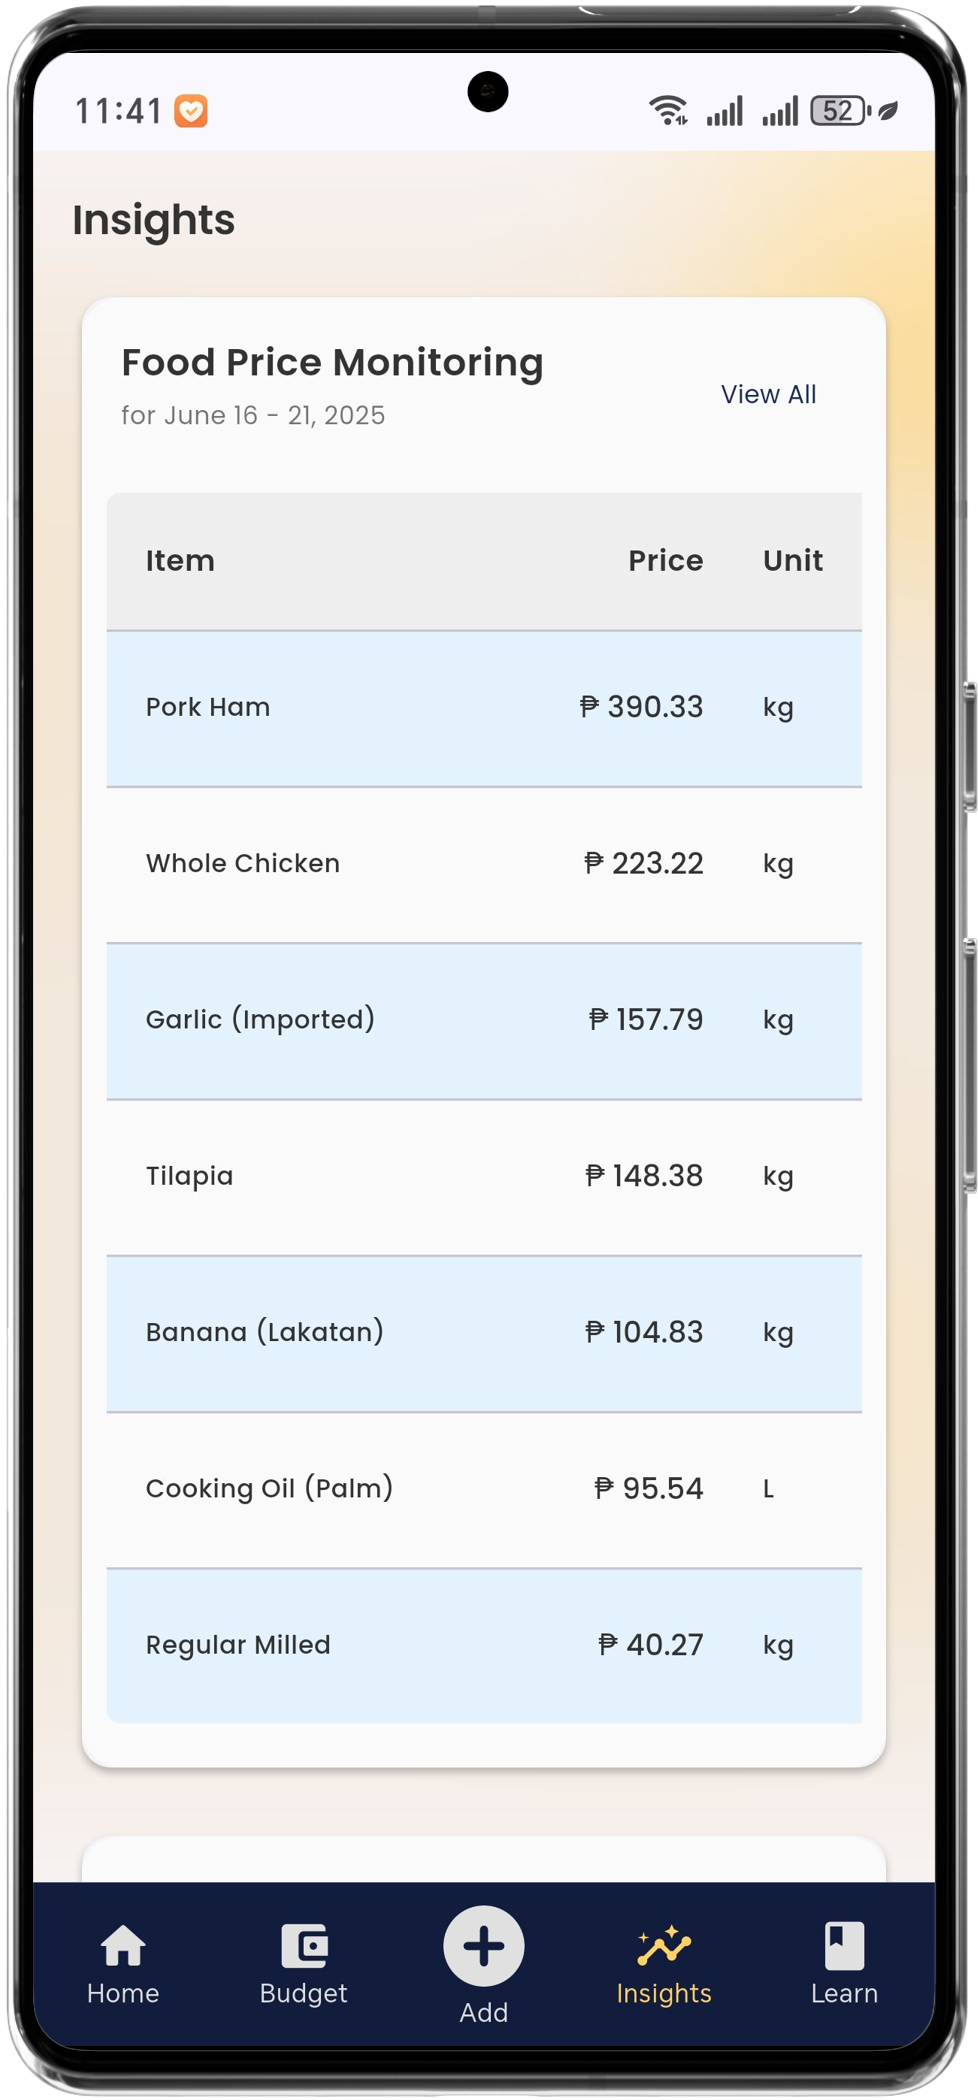 11:41
52
Insights
Food Price Monitoring
for June 16 - 21, 2025
View All
Item Price Unit
Pork Ham ₱ 390.33 kg
Whole Chicken ₱ 223.22 kg
Garlic (Imported) ₱ 157.79 kg
Tilapia ₱ 148.38 kg
Banana (Lakatan) ₱ 104.83 kg
Cooking Oil (Palm) ₱ 95.54 L
Regular Milled ₱ 40.27 kg
Home Budget Add Insights Learn